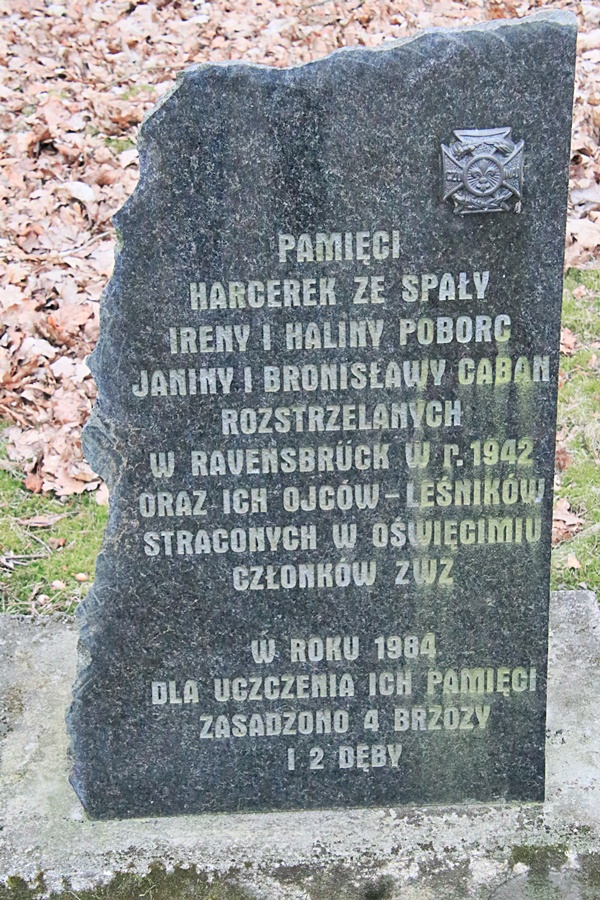 PAMIĘCI
HARCEREK ZE SPAŁY
IRENY I HALINY POBORC
JANINY I BRONISŁAWY CABAN
ROZSTRZELANYCH
W RAVENSBRÜCK W r. 1942
ORAZ ICH OJCÓW-LEŚNIKÓW
STRACONYCH W OŚWIĘCIMIU
CZŁONKÓW ZWZ
W ROKU 1984
DLA UCZCZENIA ICH PAMIĘCI
ZASADZONO 4 BRZOZY
I 2 DĘBY